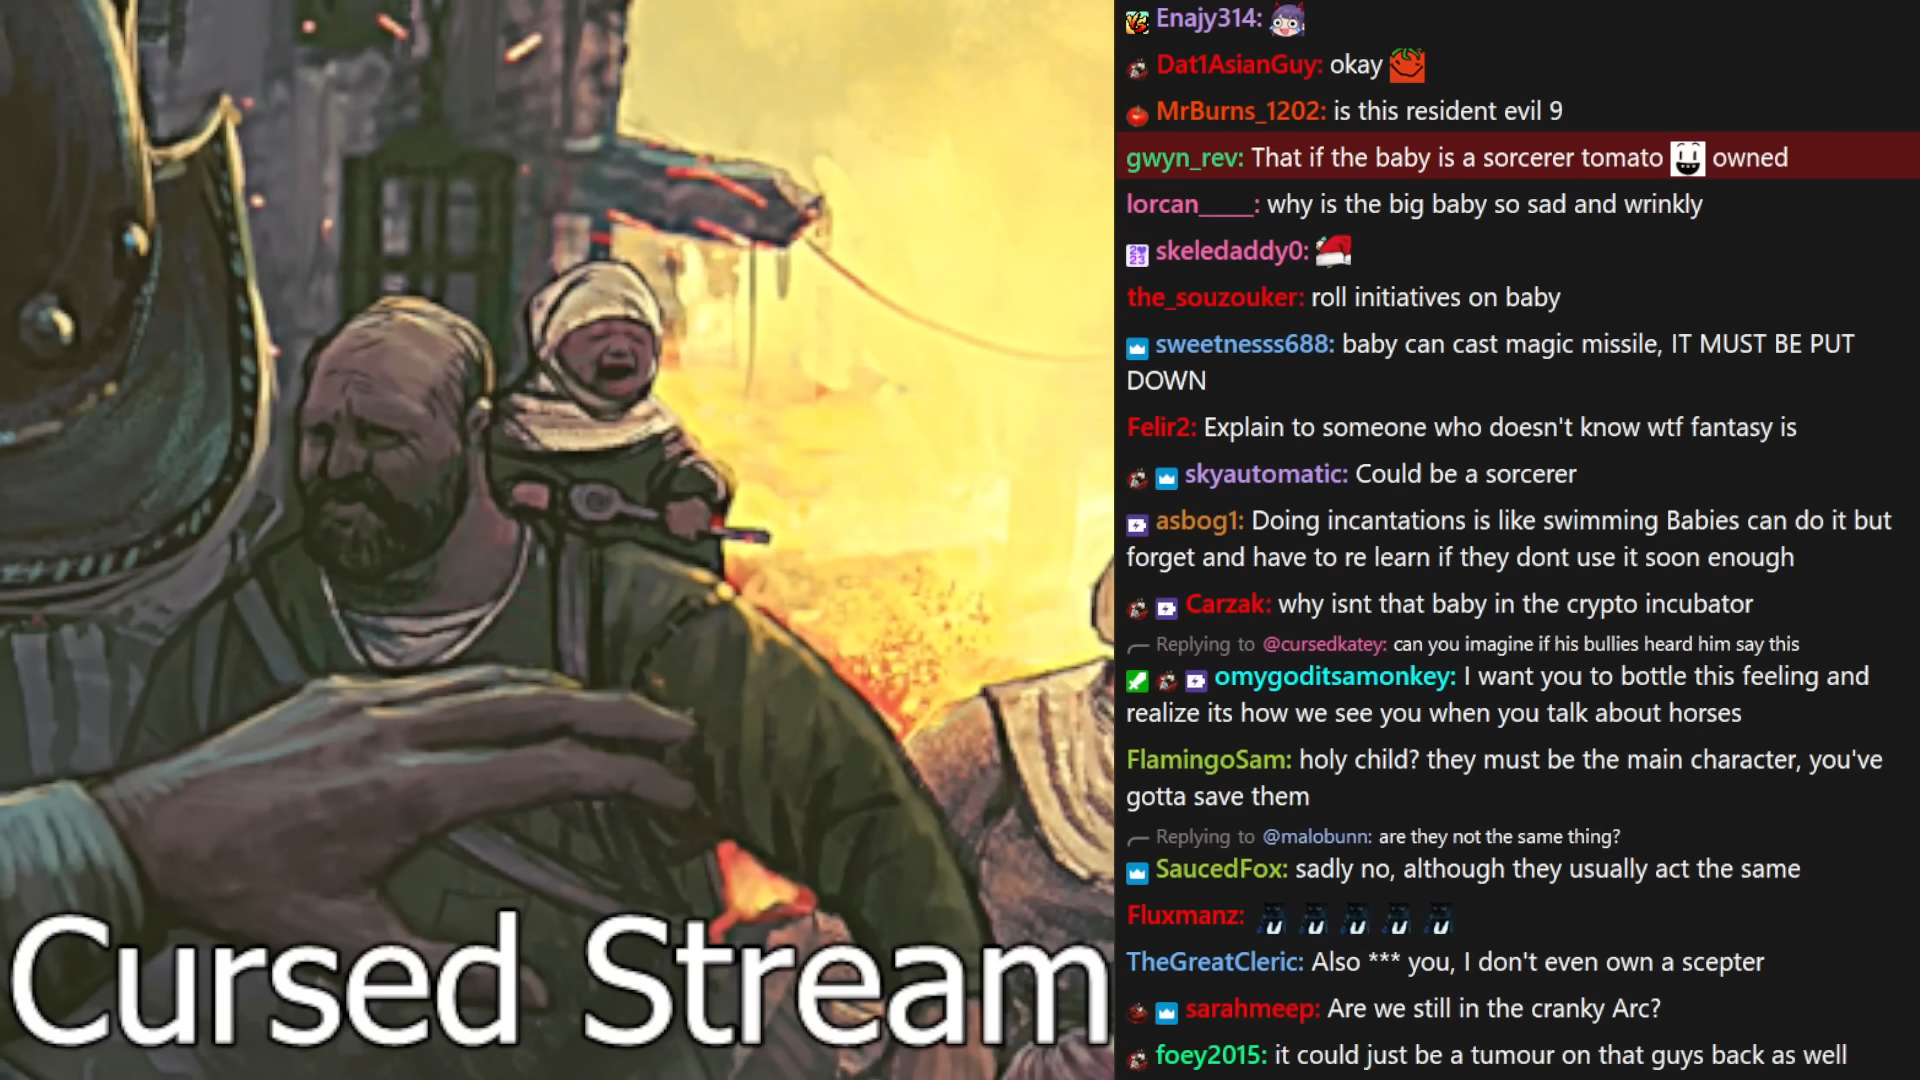 Enajy314:
Dat1AsianGuy: okay
MrBurns_1202: is this resident evil 9
gwyn_rev: That if the baby is a sorcerer tomato owned
lorcan____: why is the big baby so sad and wrinkly
skeledaddy0:
the_souzouker: roll initiatives on baby
sweetnesss688: baby can cast magic missile, IT MUST BE PUT
DOWN
Felir2: Explain to someone who doesn't know wtf fantasy is
skyautomatic: Could be a sorcerer
asbog1: Doing incantations is like swimming Babies can do it but
forget and have to re learn if they dont use it soon enough
Carzak: why isnt that baby in the crypto incubator
Replying to @cursedkatey: can you imagine if his bullies heard him say this
omygoditsamonkey: I want you to bottle this feeling and
realize its how we see you when you talk about horses
FlamingoSam: holy child? they must be the main character, you've
gotta save them
Replying to @malobunn: are they not the same thing?
SaucedFox: sadly no, although they usually act the same
Fluxmanz:
TheGreatCleric: Also *** you, I don't even own a scepter
sarahmeep: Are we still in the cranky Arc?
foey2015: it could just be a tumour on that guys back as well
Cursed Stream